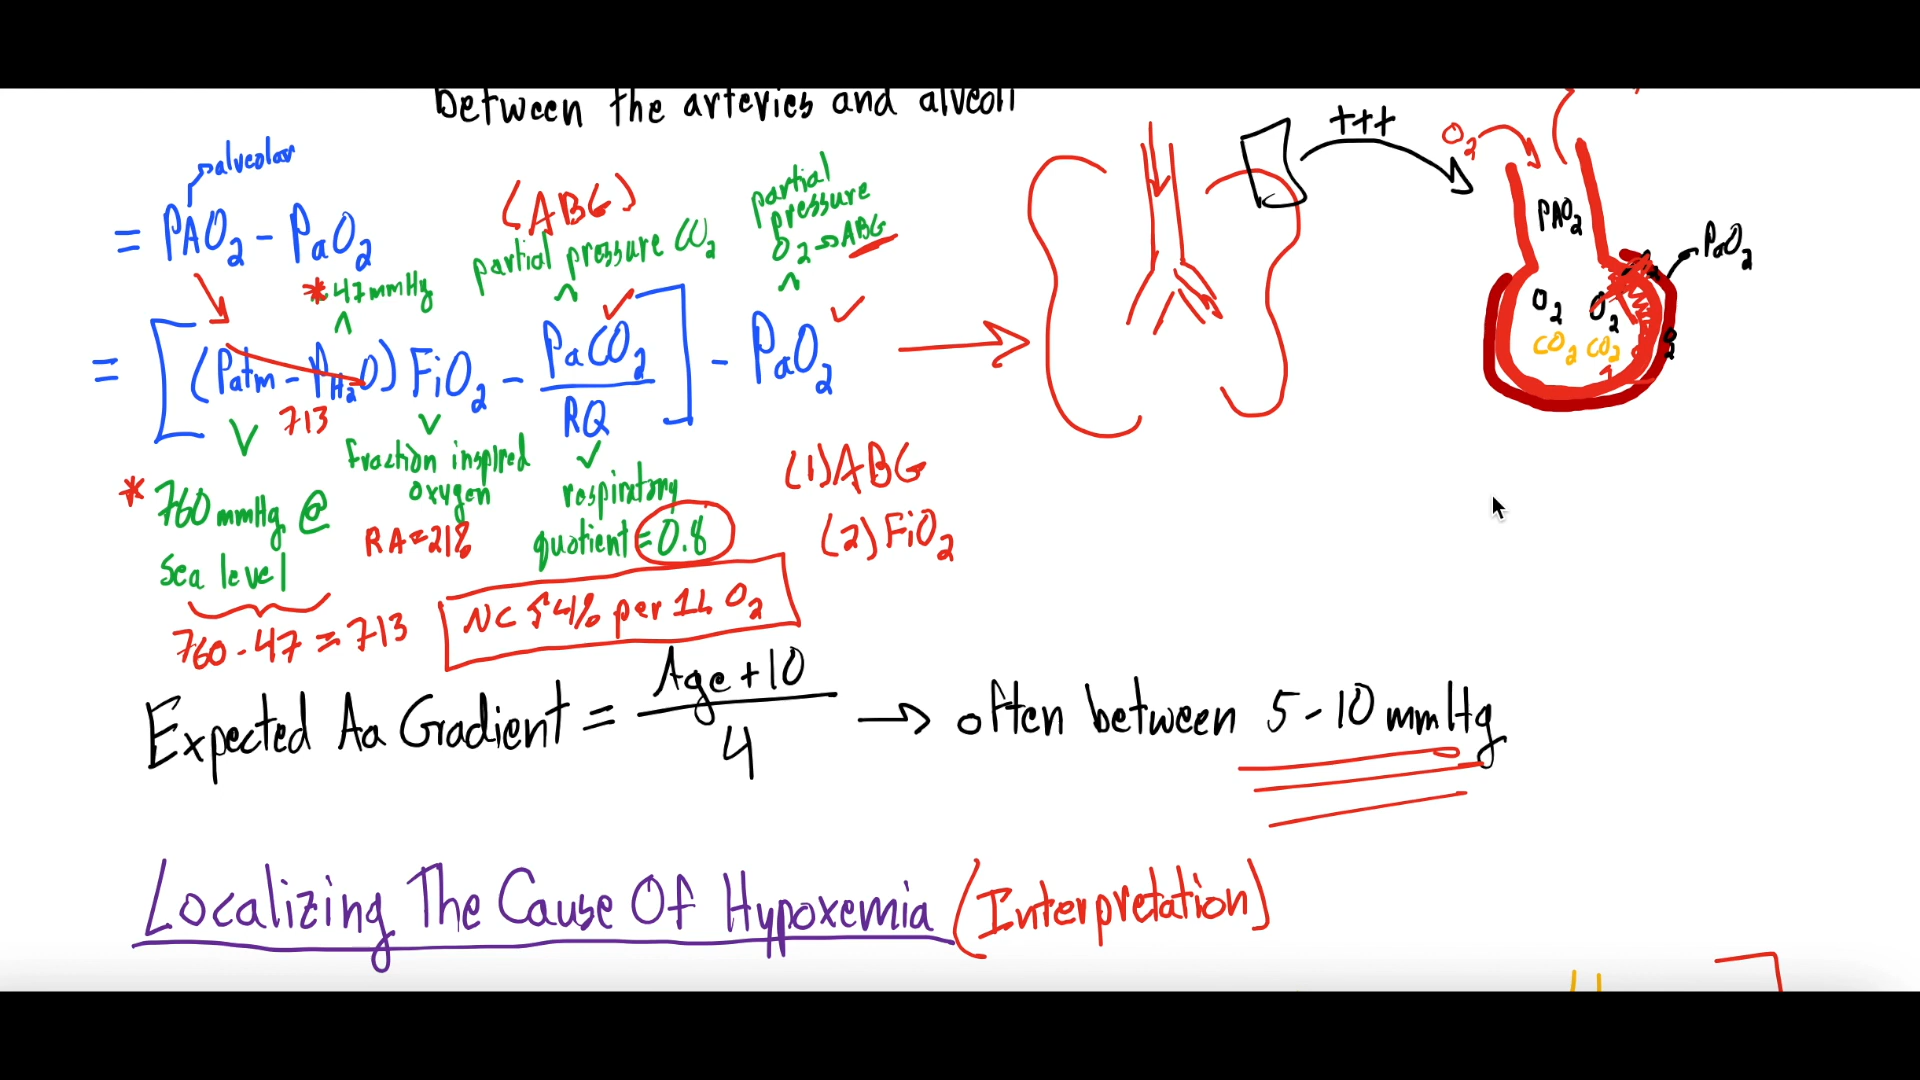 between the arteries and alveoli
alveolar
= PAO2 - PaO2
* 47mmHg
(ABG)
partial pressure CO2
partial
pressure
O2 → ABG
= [(Patm - PH2O) FiO2 - PaCO2/RQ] - PaO2
713
* 760 mmHg @
sea level
760 - 47 = 713
fraction inspired
oxygen
RA = 21%
respiratory
quotient = 0.8
(1) ABG
(2) FiO2
NC ↑ 4% per 1L O2
+++
O2
PAO2
PaO2
O2 O2
CO2 CO2
O2
Expected Aa Gradient = Age + 10 / 4 → often between 5 - 10 mmHg
Localizing The Cause Of Hypoxemia (Interpretation)